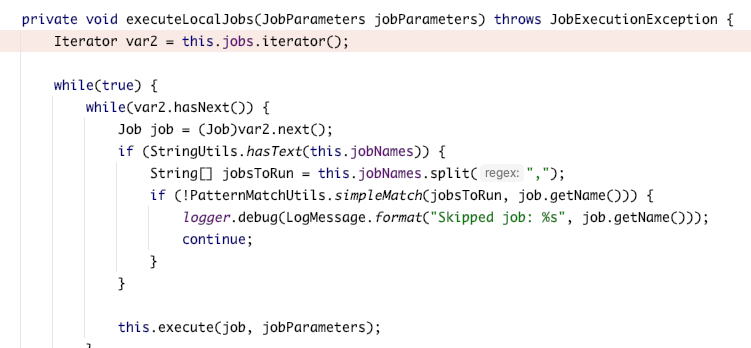 private void executeLocalJobs(JobParameters jobParameters) throws JobExecutionException {
Iterator var2 = this.jobs.iterator();
while(true) {
while(var2.hasNext()) {
Job job = (Job)var2.next();
if (StringUtils.hasText(this.jobNames)) {
String[] jobsToRun = this.jobNames.split( regex: ",");
if (!PatternMatchUtils.simpleMatch(jobsToRun, job.getName())) {
logger.debug(LogMessage.format("Skipped job: %s", job.getName()));
continue;
}
}
this.execute(job, jobParameters);